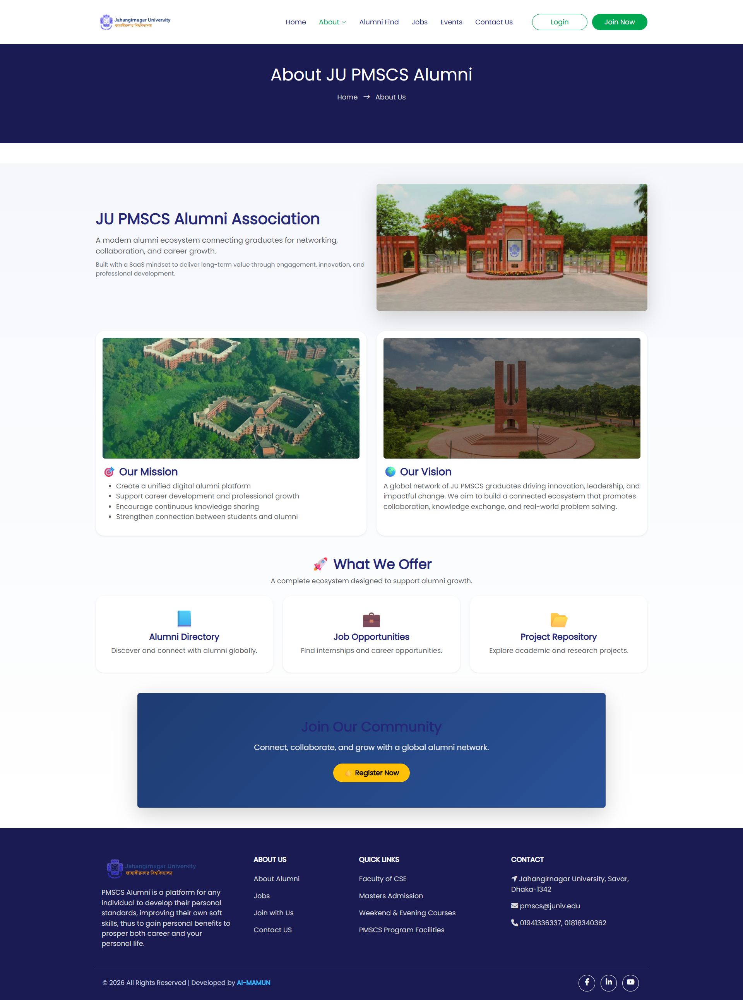 Jahangirnagar University
জাহাঙ্গীরনগর বিশ্ববিদ্যালয়
Home About Alumni Find Jobs Events Contact Us Login Join Now
About JU PMSCS Alumni
Home → About Us
JU PMSCS Alumni Association
A modern alumni ecosystem connecting graduates for networking,
collaboration, and career growth.
Built with a SaaS mindset to deliver long-term value through engagement, innovation, and
professional development.
Our Mission
• Create a unified digital alumni platform
• Support career development and professional growth
• Encourage continuous knowledge sharing
• Strengthen connection between students and alumni
Our Vision
A global network of JU PMSCS graduates driving innovation, leadership, and
impactful change. We aim to build a connected ecosystem that promotes
collaboration, knowledge exchange, and real-world problem solving.
What We Offer
A complete ecosystem designed to support alumni growth.
Alumni Directory
Discover and connect with alumni globally.
Job Opportunities
Find internships and career opportunities.
Project Repository
Explore academic and research projects.
Join Our Community
Connect, collaborate, and grow with a global alumni network.
Register Now
Jahangirnagar University
জাহাঙ্গীরনগর বিশ্ববিদ্যালয়
PMSCS Alumni is a platform for any
individual to develop their personal
standards, improving their own soft
skills, thus to gain personal benefits to
prosper both career and your
personal life.
ABOUT US
About Alumni
Jobs
Join with Us
Contact US
QUICK LINKS
Faculty of CSE
Masters Admission
Weekend & Evening Courses
PMSCS Program Facilities
CONTACT
Jahangirnagar University, Savar,
Dhaka-1342
pmscs@juniv.edu
01941336337, 01818340362
© 2026 All Rights Reserved | Developed by Al-MAMUN